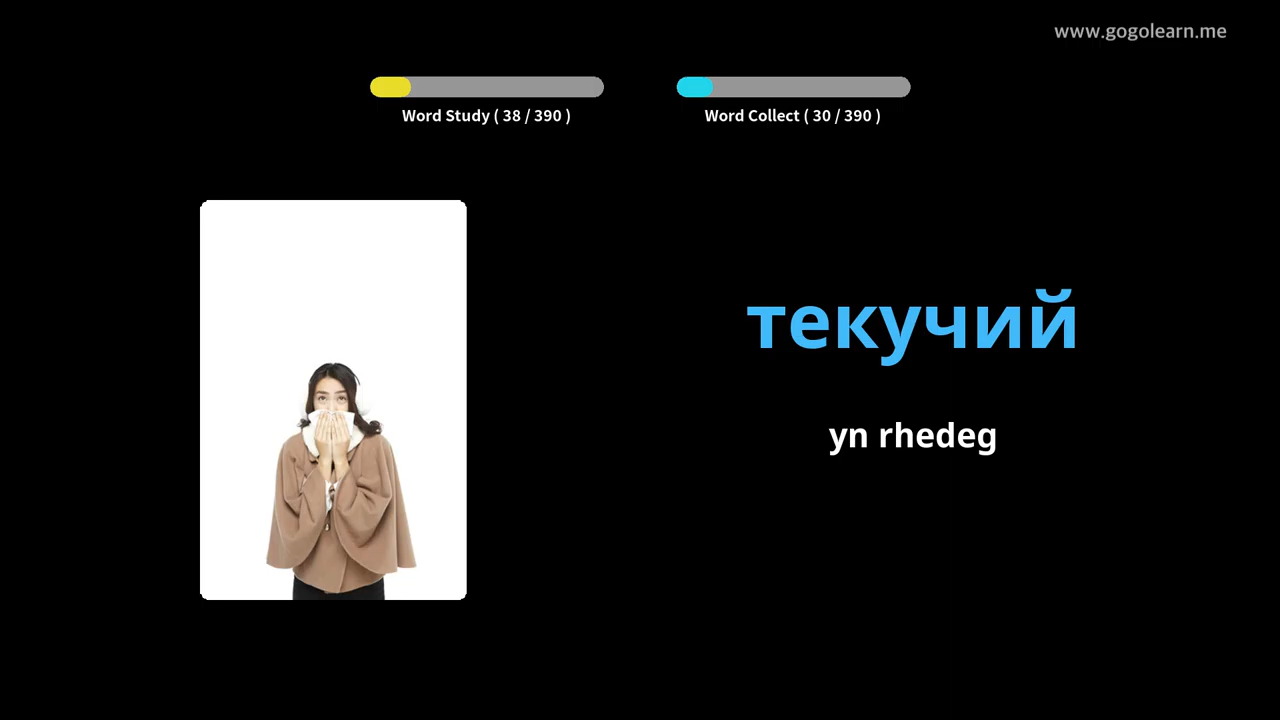 www.gogolearn.me
Word Study ( 38 / 390 )
Word Collect ( 30 / 390 )
текучий
yn rhedeg